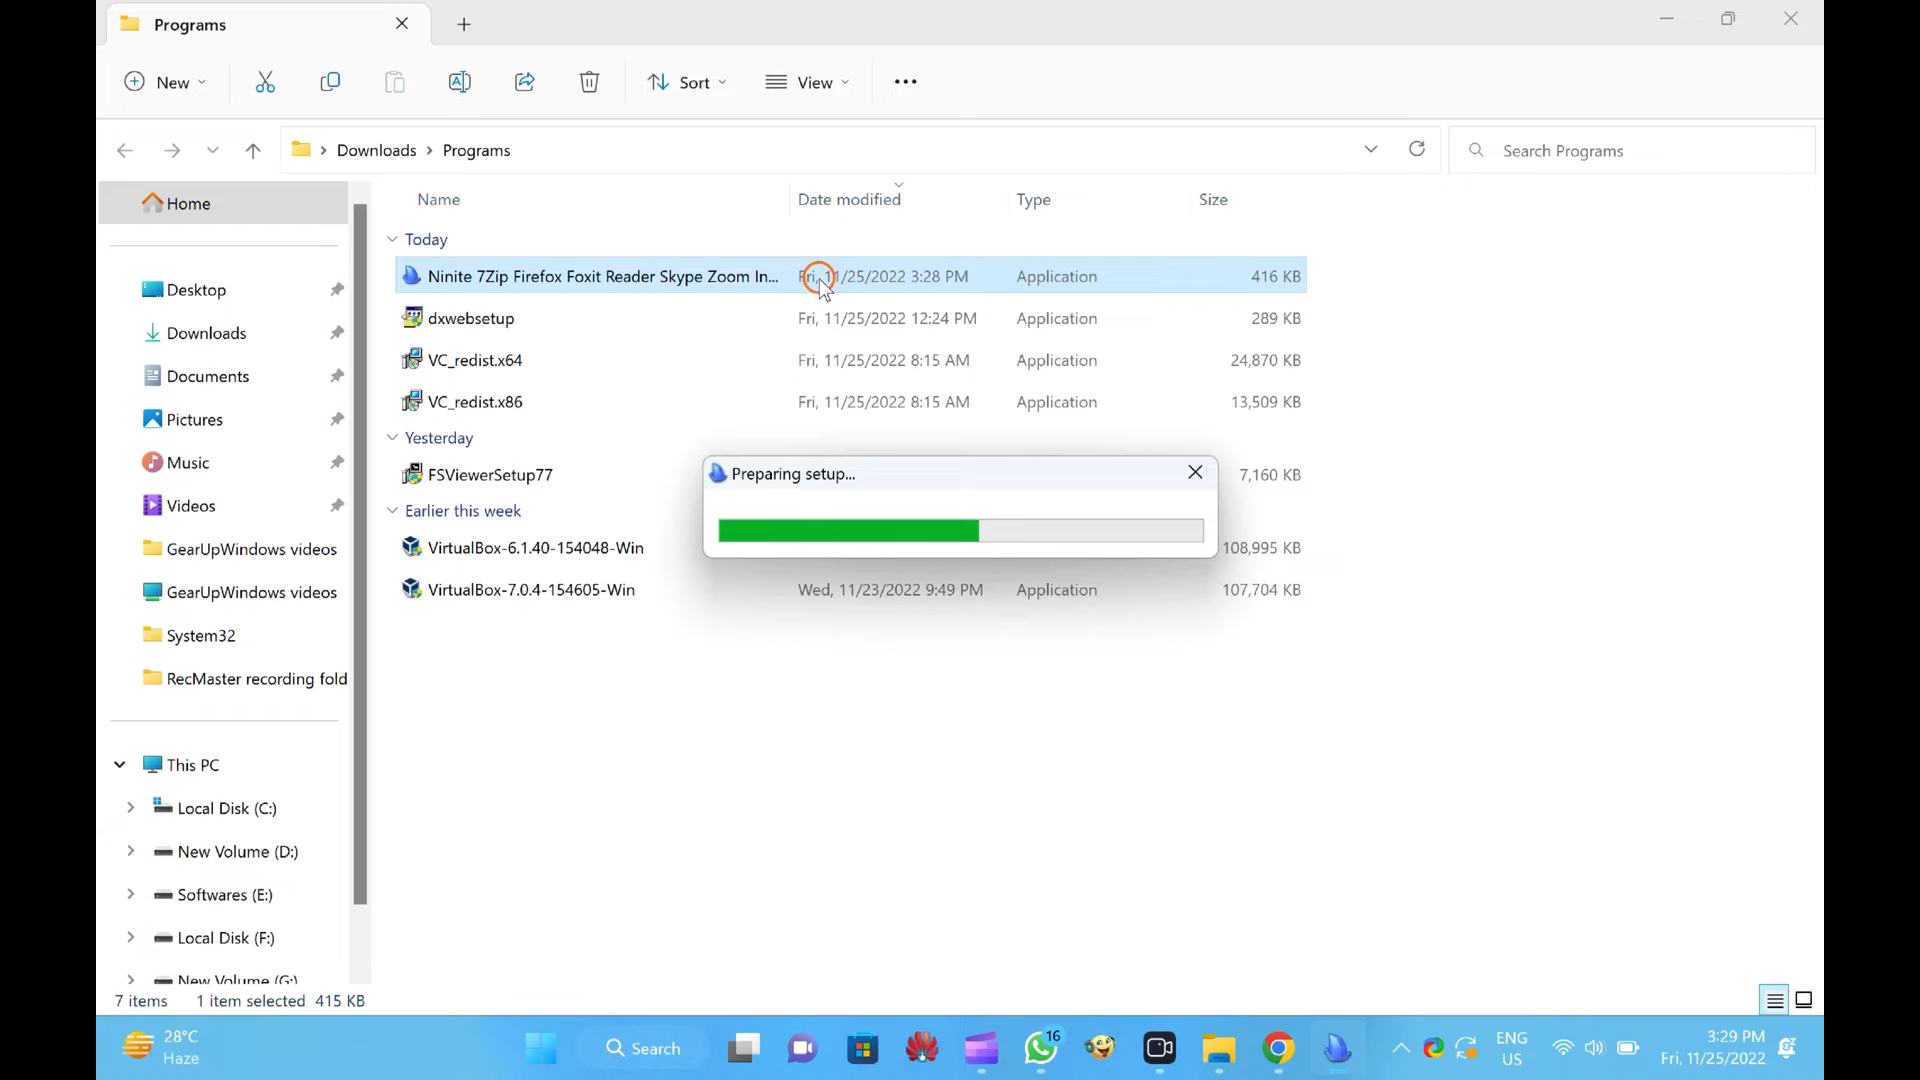 Programs
New
Sort
View
Downloads
Programs
Search Programs
Name
Date modified
Type
Size
Home
Desktop
Downloads
Documents
Pictures
Music
Videos
GearUpWindows videos
GearUpWindows videos
System32
RecMaster recording fold
This PC
Local Disk (C:)
New Volume (D:)
Softwares (E:)
Local Disk (F:)
New Volume (G:)
Today
Ninite 7Zip Firefox Foxit Reader Skype Zoom In... Fri, 11/25/2022 3:28 PM Application 416 KB
dxwebsetup Fri, 11/25/2022 12:24 PM Application 289 KB
VC_redist.x64 Fri, 11/25/2022 8:15 AM Application 24,870 KB
VC_redist.x86 Fri, 11/25/2022 8:15 AM Application 13,509 KB
Yesterday
FSViewerSetup77 7,160 KB
Earlier this week
VirtualBox-6.1.40-154048-Win 108,995 KB
VirtualBox-7.0.4-154605-Win Wed, 11/23/2022 9:49 PM Application 107,704 KB
Preparing setup...
7 items 1 item selected 415 KB
28°C
Haze
Search
16
ENG
US
3:29 PM
Fri, 11/25/2022